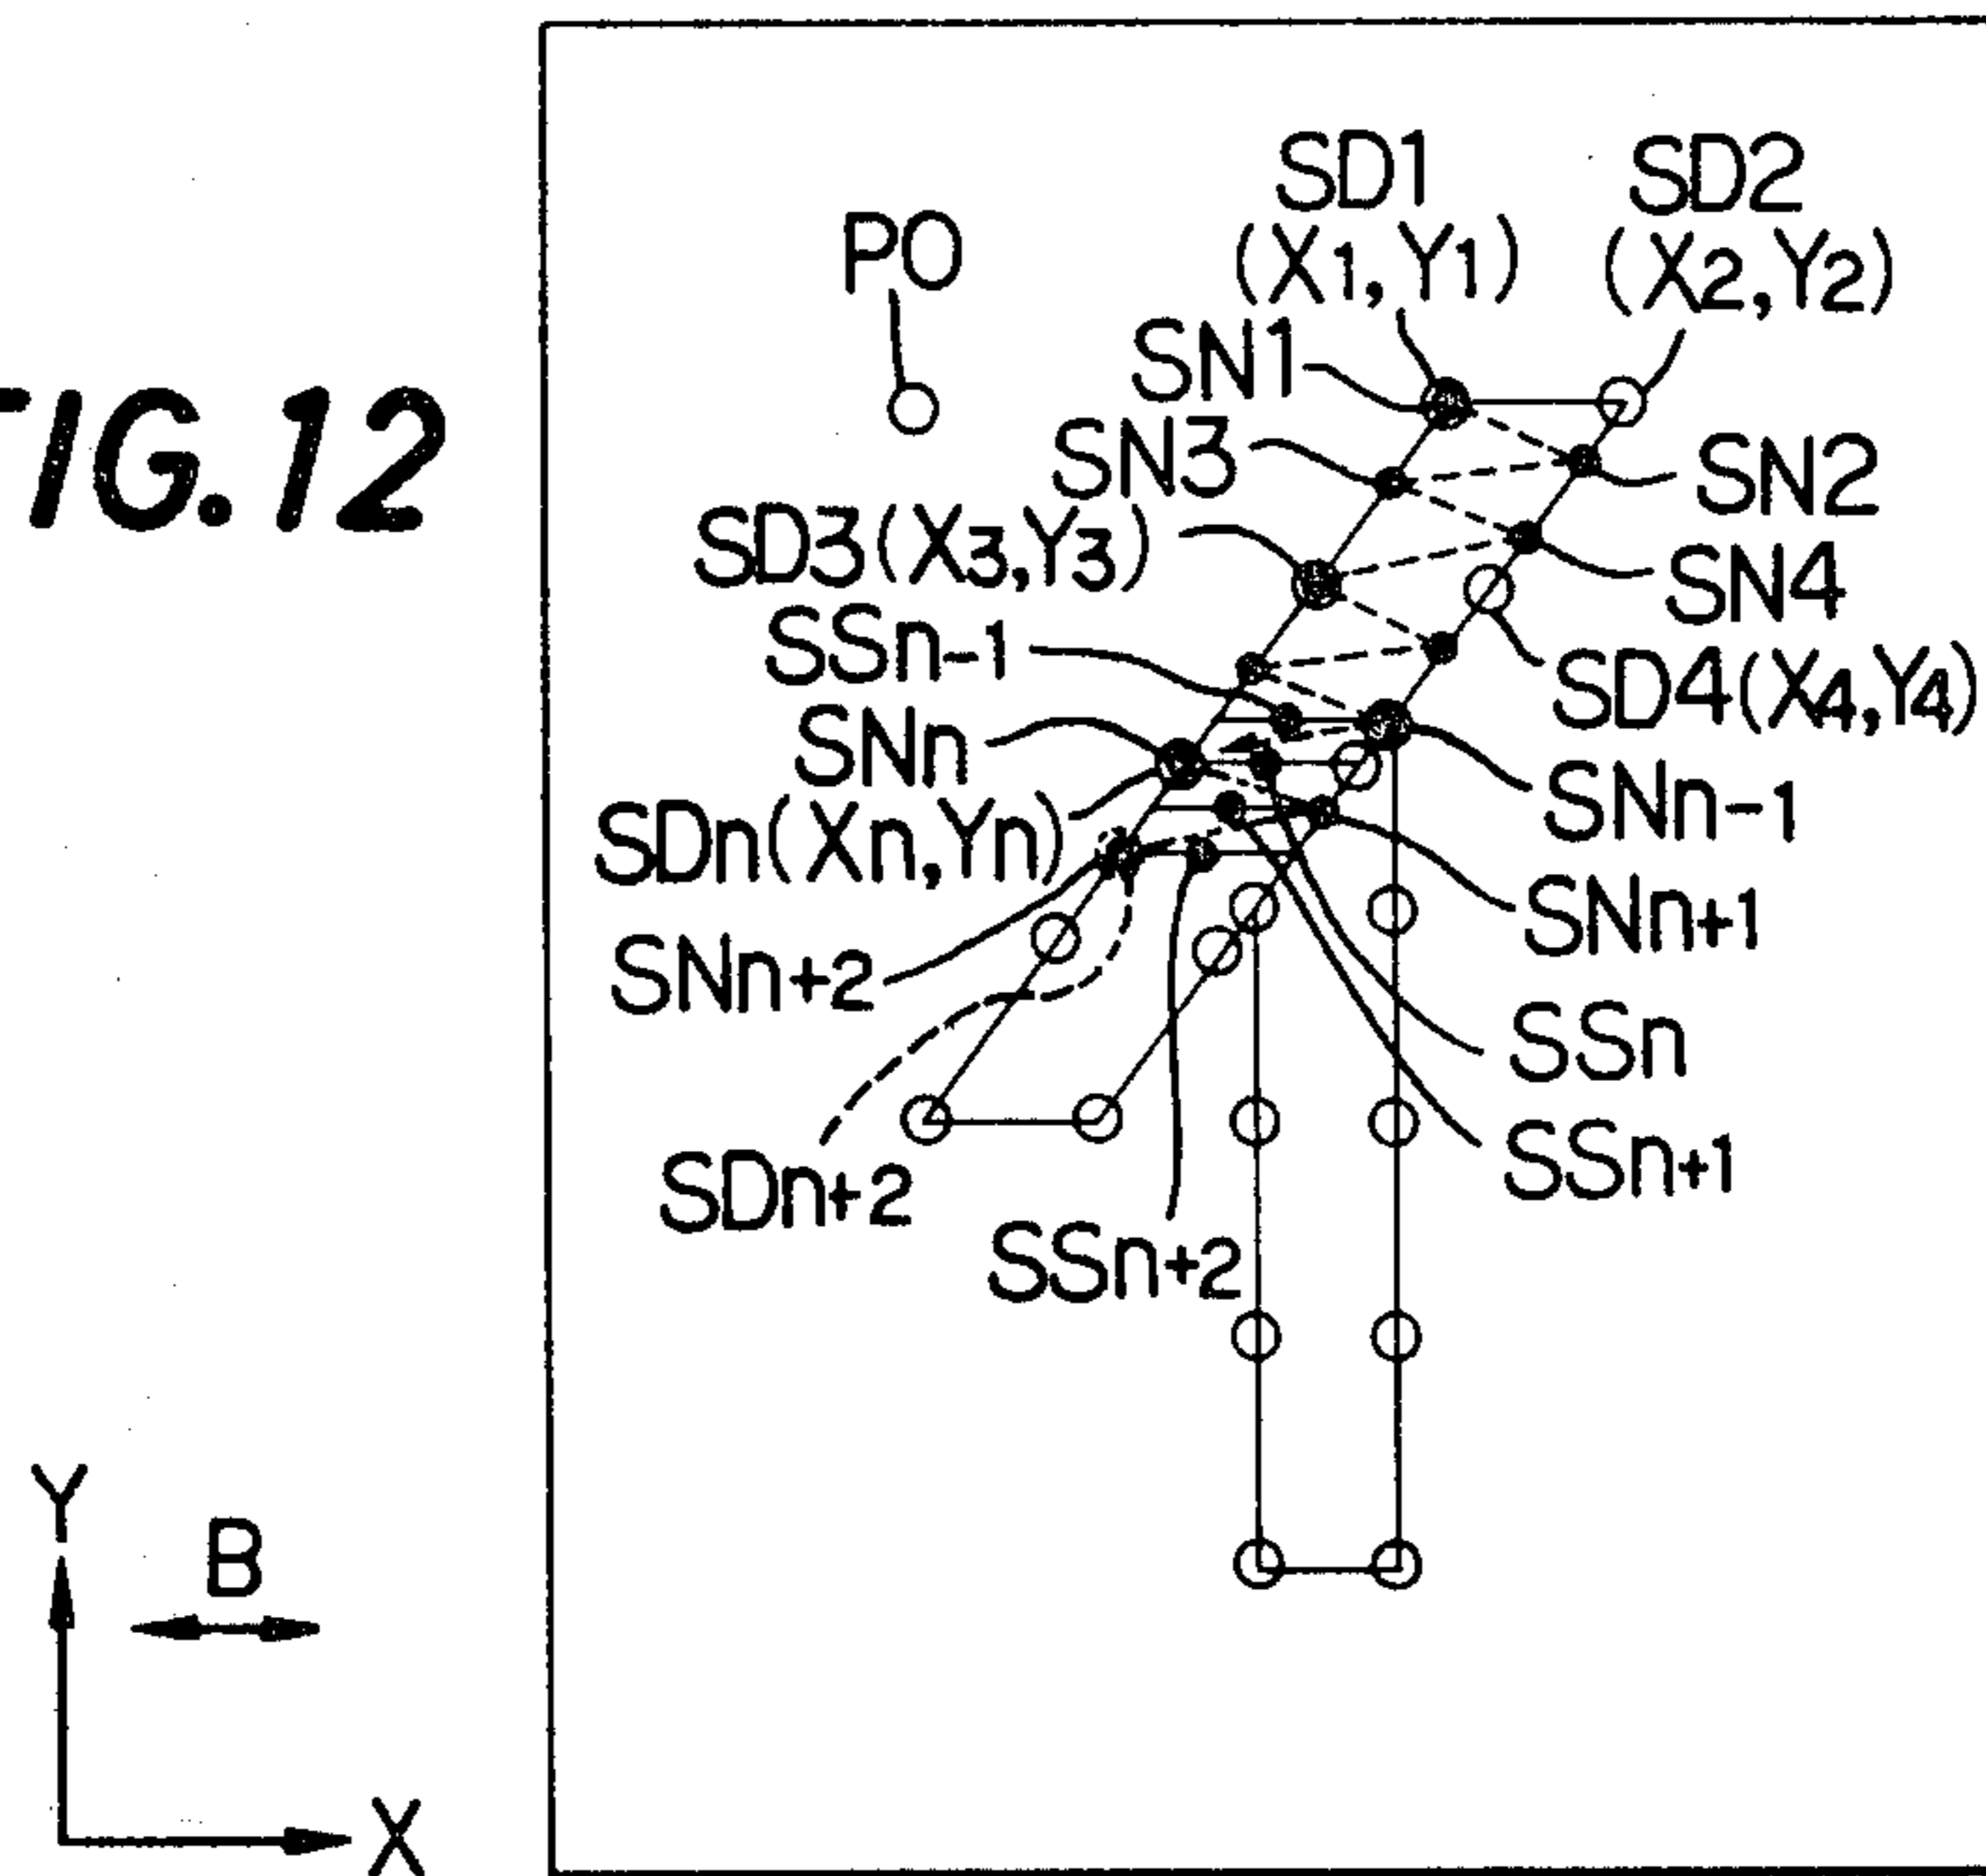 FIG.12
SD1
(X1,Y1)
SD2
(X2,Y2)
PO
SN1
SN3
SN2
SD3(X3,Y3)
SN4
SSn-1
SD4(X4,Y4)
SNn
SNn-1
SDn(Xn,Yn)
SNn+1
SNn+2
SSn
SSn+1
SDn+2
SSn+2
Y
B
X